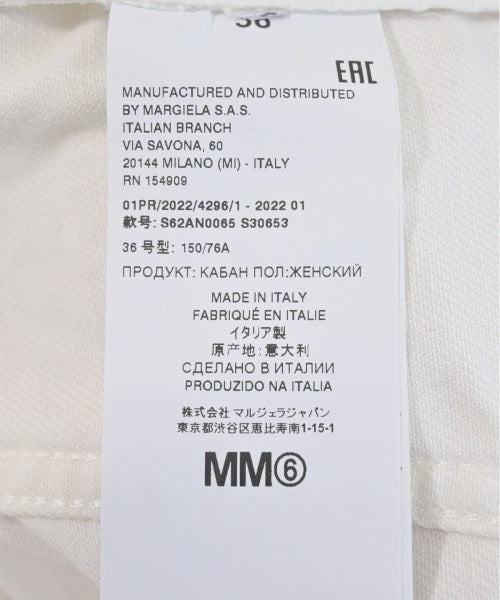 36
EAC
MANUFACTURED AND DISTRIBUTED
BY MARGIELA S.A.S.
ITALIAN BRANCH
VIA SAVONA, 60
20144 MILANO (MI) - ITALY
RN 154909
01PR/2022/4296/1 - 2022 01
款号: S62AN0065 S30653
36 号型: 150/76A
ПРОДУКТ: КАБАН ПОЛ:ЖЕНСКИЙ
MADE IN ITALY
FABRIQUÉ EN ITALIE
イタリア製
原产地:意大利
СДЕЛАНО В ИТАЛИИ
PRODUZIDO NA ITALIA
株式会社 マルジェラジャパン
東京都渋谷区恵比寿南1-15-1
MM⑥